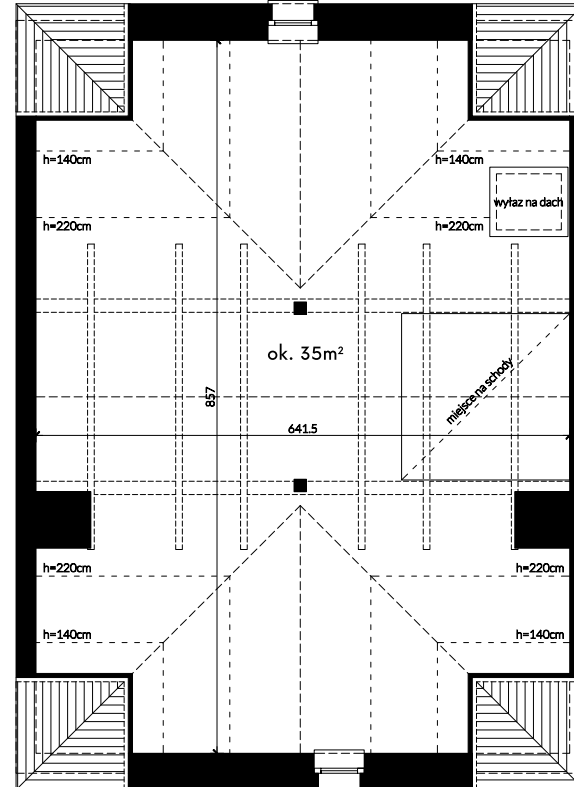 h=140cm
h=140cm
wyłaz na dach
h=220cm
h=220cm
ok. 35m²
miejsce na schody
857
641.5
h=220cm
h=220cm
h=140cm
h=140cm